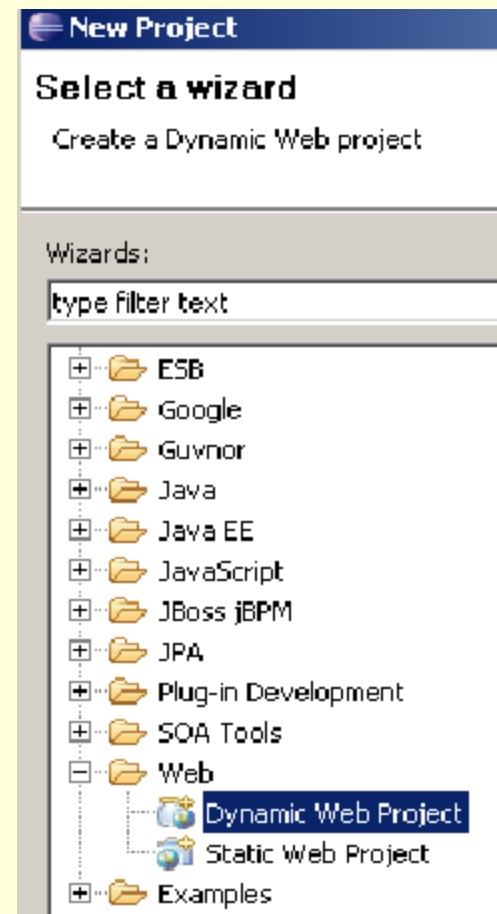 New Project
Select a wizard
Create a Dynamic Web project
Wizards:
type filter text
ESB
Google
Guvnor
Java
Java EE
JavaScript
JBoss jBPM
JPA
Plug-in Development
SOA Tools
Web
Dynamic Web Project
Static Web Project
Examples